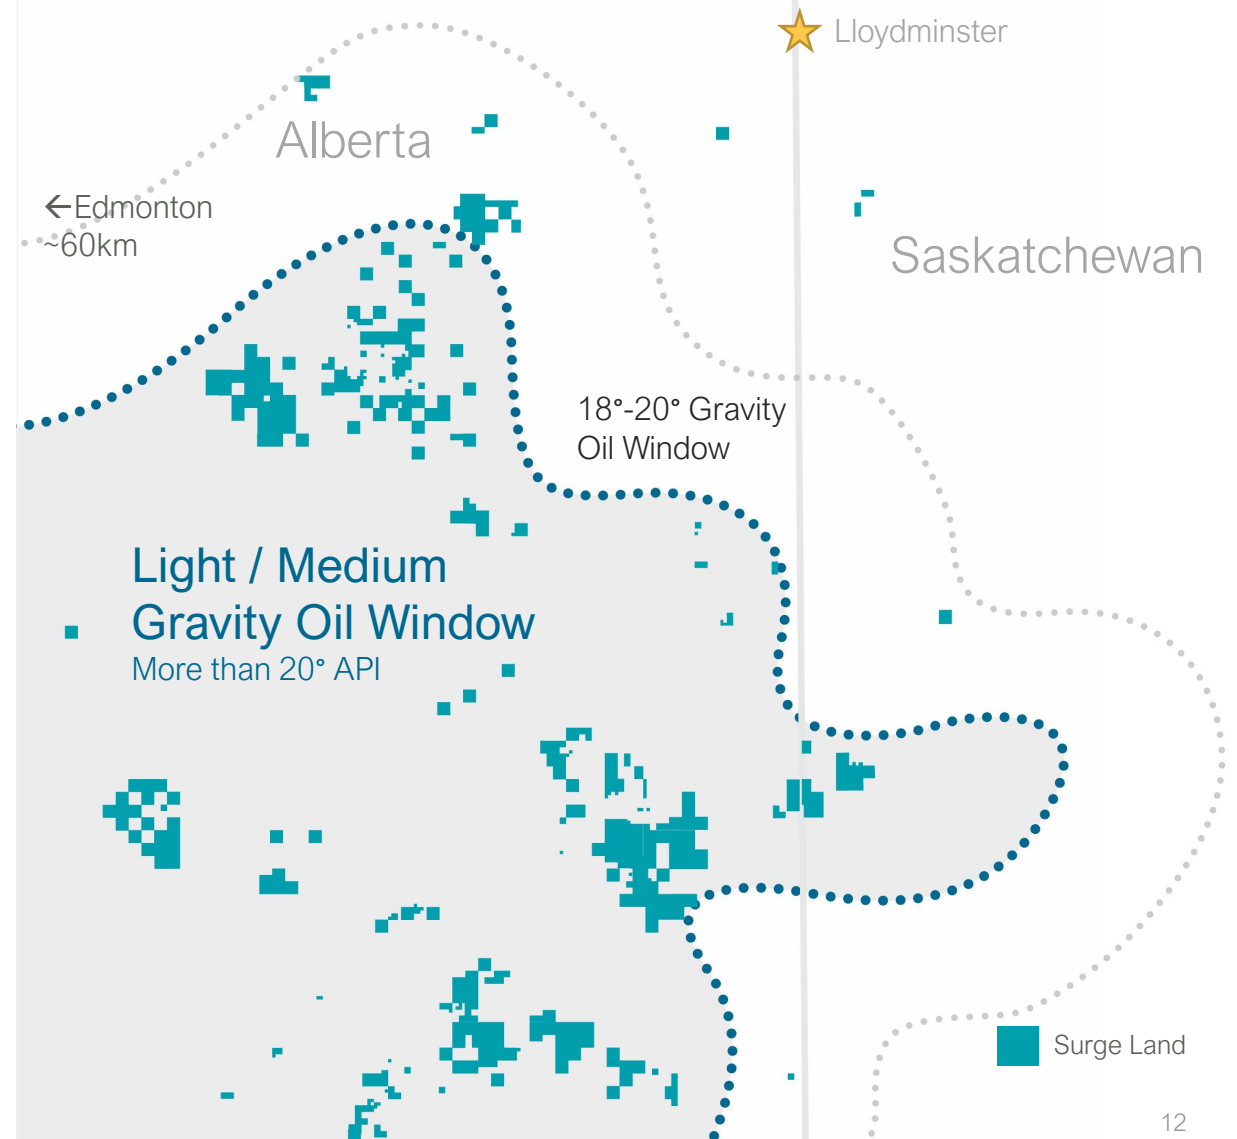 Lloydminster
Alberta
←Edmonton
~60km
Saskatchewan
18°-20° Gravity
Oil Window
Light / Medium
Gravity Oil Window
More than 20° API
Surge Land
12